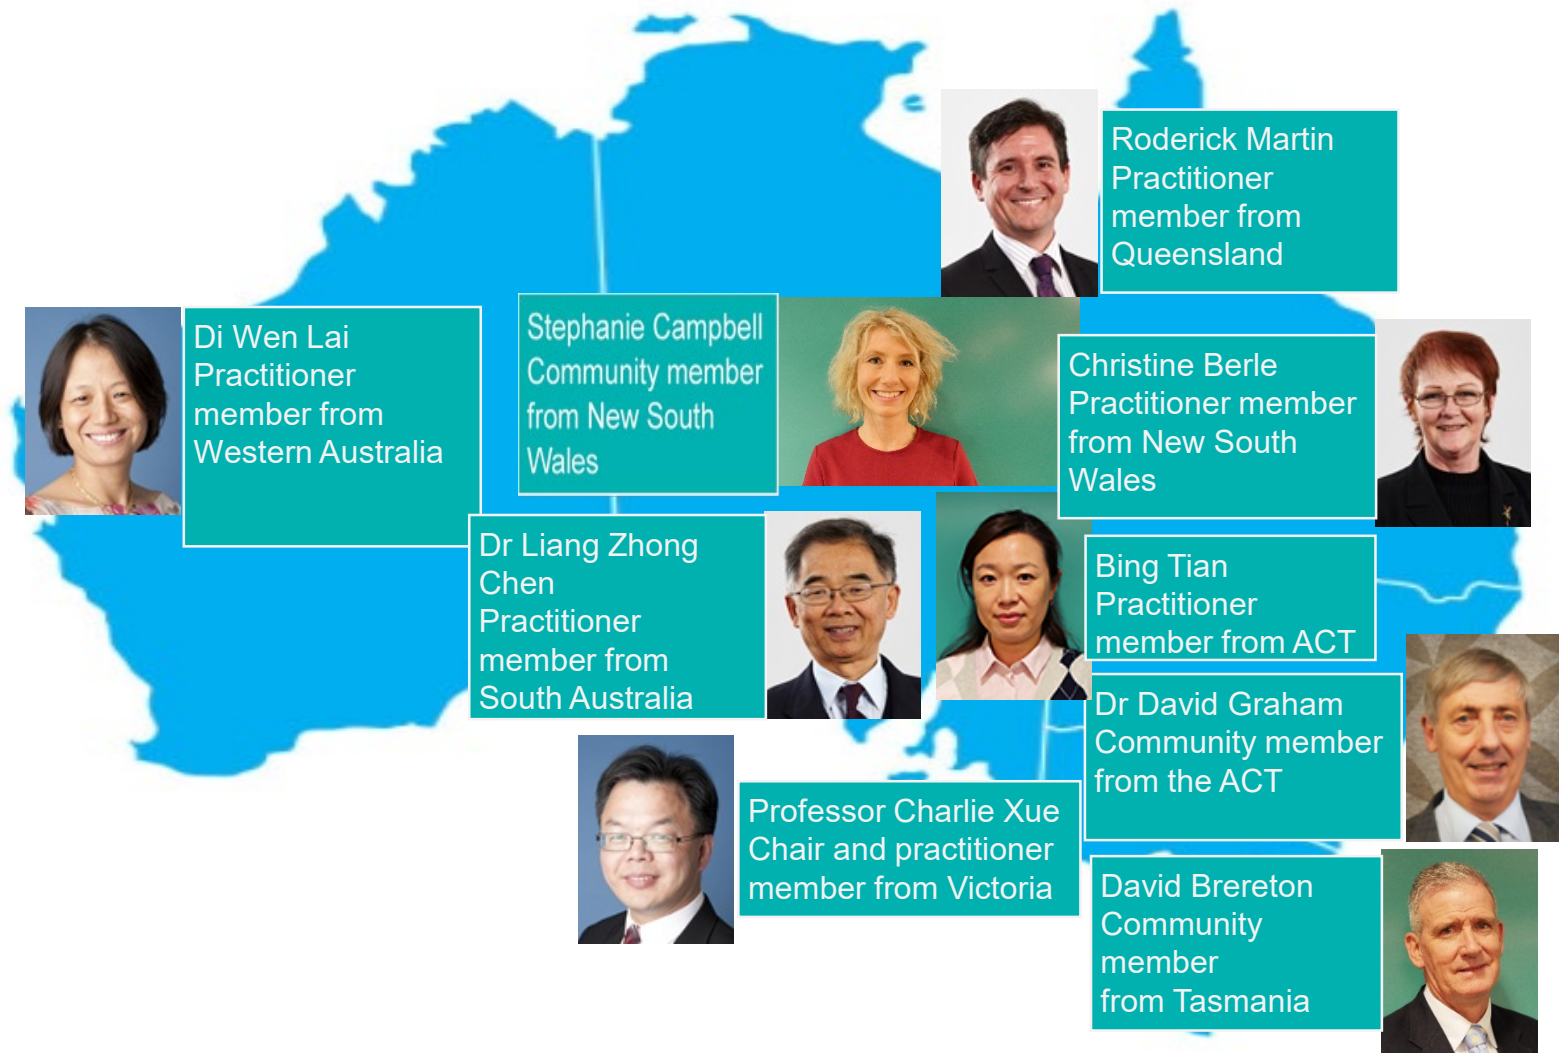 Roderick Martin
Practitioner
member from
Queensland
Di Wen Lai
Practitioner
member from
Western Australia
Stephanie Campbell
Community member
from New South
Wales
Christine Berle
Practitioner member
from New South
Wales
Dr Liang Zhong
Chen
Practitioner
member from
South Australia
Bing Tian
Practitioner
member from ACT
Dr David Graham
Community member
from the ACT
Professor Charlie Xue
Chair and practitioner
member from Victoria
David Brereton
Community
member
from Tasmania